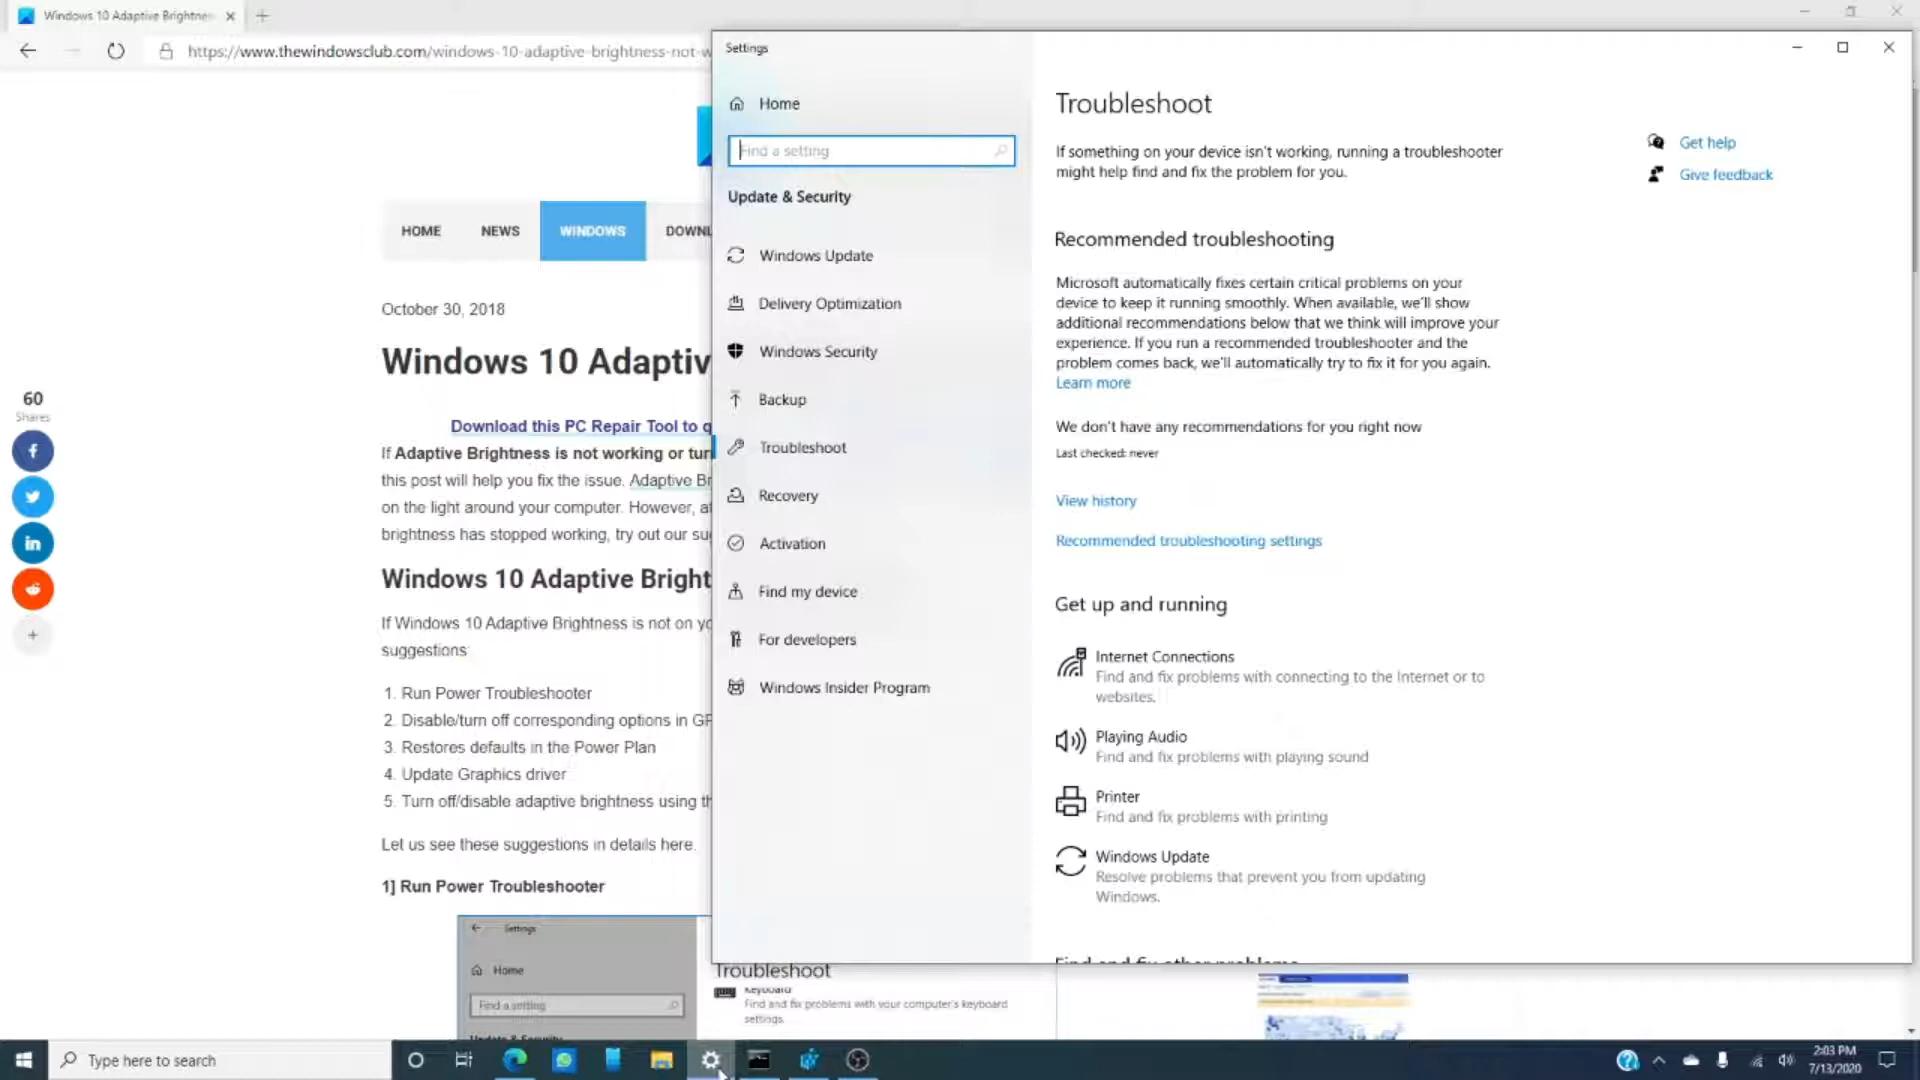 Windows 10 Adaptive Brightne
https://www.thewindowsclub.com/windows-10-adaptive-brightness-not-w
HOME
NEWS
WINDOWS
DOWNL
October 30, 2018
Windows 10 Adaptiv
60
Shares
Download this PC Repair Tool to q
If Adaptive Brightness is not working or tur
this post will help you fix the issue. Adaptive Br
on the light around your computer. However, a
brightness has stopped working, try out our su
Windows 10 Adaptive Bright
If Windows 10 Adaptive Brightness is not on yo
suggestions:
1. Run Power Troubleshooter
2. Disable/turn off corresponding options in GP
3. Restores defaults in the Power Plan
4. Update Graphics driver
5. Turn off/disable adaptive brightness using th
Let us see these suggestions in details here.
1] Run Power Troubleshooter
Settings
Home
Find a setting
Update & Security
Troubleshoot
Keyboard
Find and fix problems with your computer's keyboard
settings.
Settings
Home
Find a setting
Update & Security
Windows Update
Delivery Optimization
Windows Security
Backup
Troubleshoot
Recovery
Activation
Find my device
For developers
Windows Insider Program
Troubleshoot
If something on your device isn't working, running a troubleshooter
might help find and fix the problem for you.
Recommended troubleshooting
Microsoft automatically fixes certain critical problems on your
device to keep it running smoothly. When available, we'll show
additional recommendations below that we think will improve your
experience. If you run a recommended troubleshooter and the
problem comes back, we'll automatically try to fix it for you again.
Learn more
We don't have any recommendations for you right now
Last checked: never
View history
Recommended troubleshooting settings
Get up and running
Internet Connections
Find and fix problems with connecting to the Internet or to
websites.
Playing Audio
Find and fix problems with playing sound
Printer
Find and fix problems with printing
Windows Update
Resolve problems that prevent you from updating
Windows.
Find and fix other problems
Get help
Give feedback
Type here to search
2:03 PM
7/13/2020